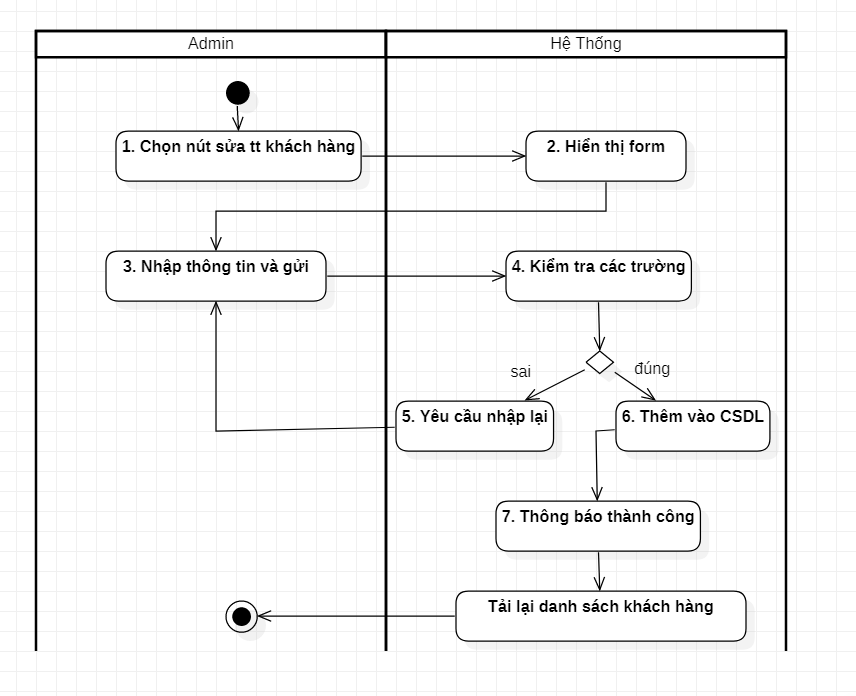 Admin
Hệ Thống
1. Chọn nút sửa tt khách hàng
2. Hiển thị form
3. Nhập thông tin và gửi
4. Kiểm tra các trường
sai
đúng
5. Yêu cầu nhập lại
6. Thêm vào CSDL
7. Thông báo thành công
Tải lại danh sách khách hàng